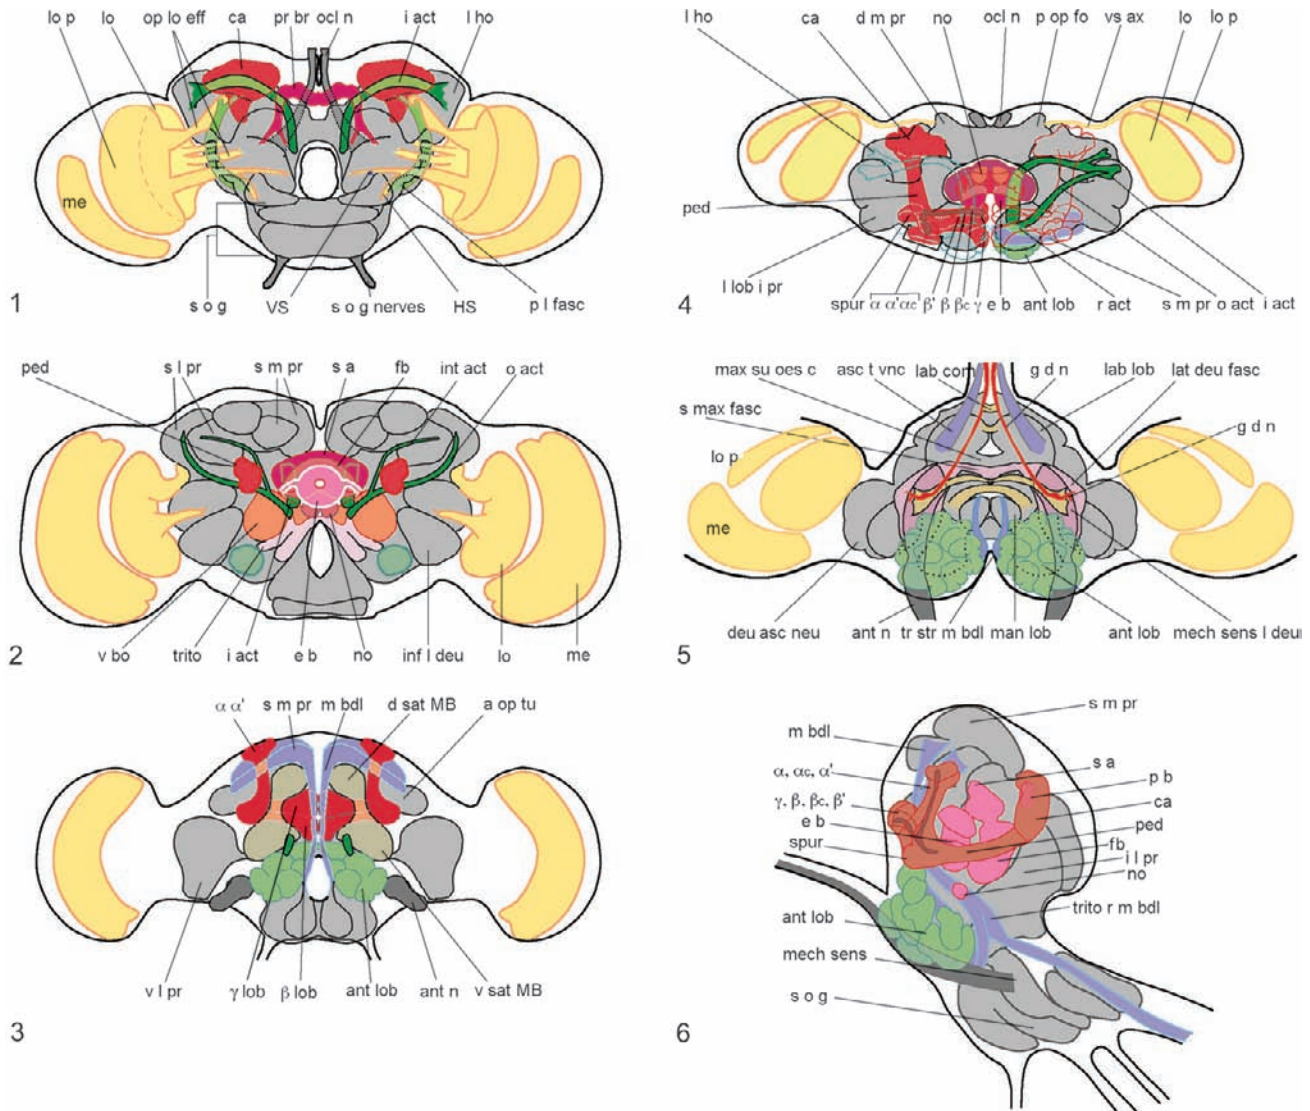 lo p lo op lo eff ca pr br ocl n i act l ho
me
1
s o g VS s o g nerves HS p l fasc
ped s l pr s m pr s a fb int act o act
2
v bo trito i act e b no inf l deu lo me
α α' s m pr m bdl d sat MB a op tu
v l pr γ lob β lob ant lob ant n v sat MB
3
l ho ca d m pr no ocl n p op fo vs ax lo lo p
ped
l lob i pr
4
spur α α' αc β' β βc γ e b ant lob r act s m pr o act i act
max su oes c asc t vnc lab com g d n lab lob lat deu fasc
s max fasc
g d n
lo p
me
deu asc neu ant n tr str m bdl man lob ant lob mech sens l deu
5
s m pr
m bdl
s a
α, αc, α'
p b
γ, β, βc, β'
ca
e b
ped
spur
fb
i l pr
no
ant lob
trito r m bdl
mech sens
s o g
6